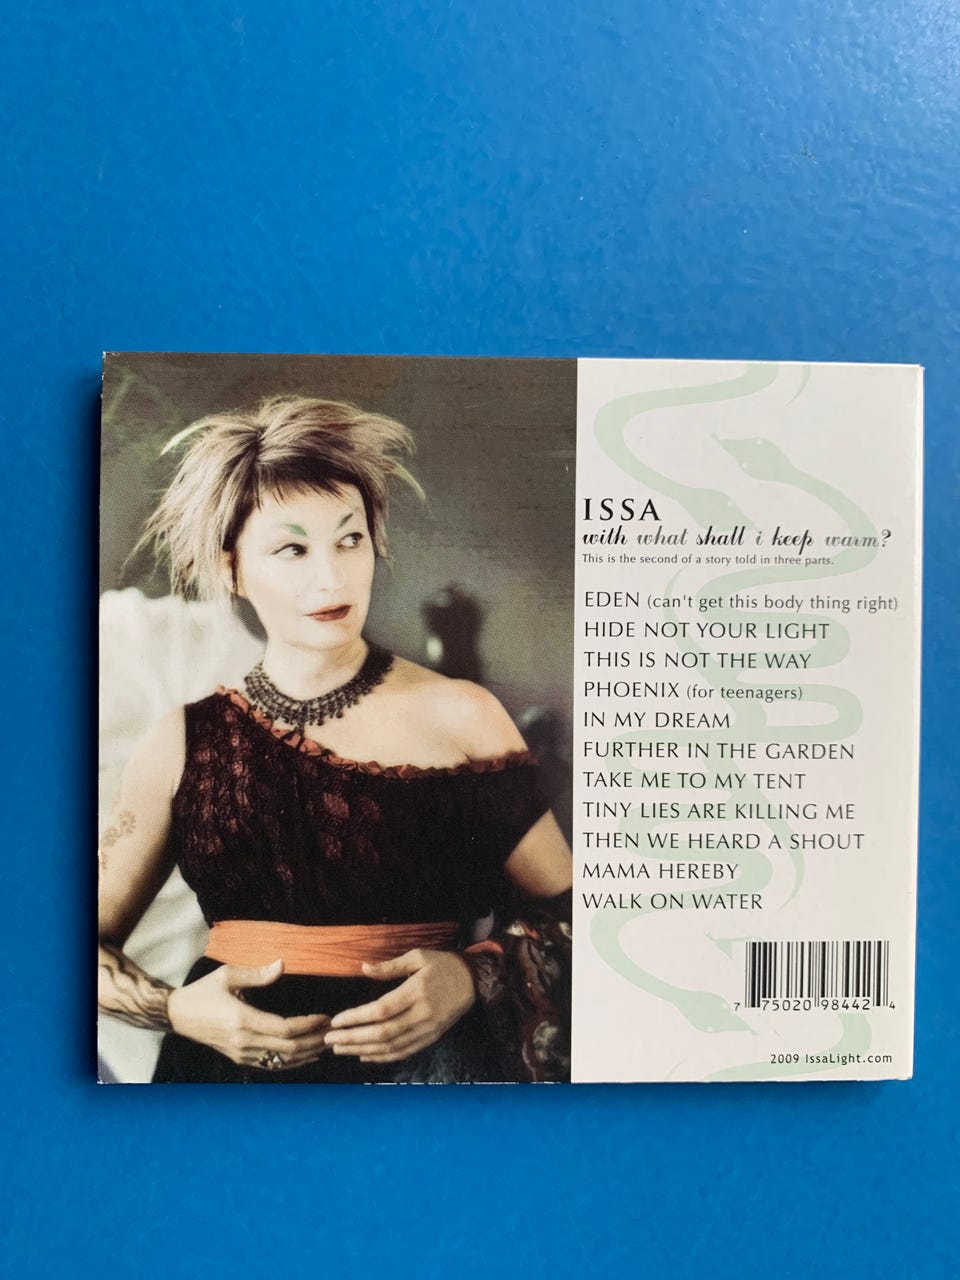 ISSA
with what shall i keep warm?
This is the second of a story told in three parts.
EDEN (can't get this body thing right)
HIDE NOT YOUR LIGHT
THIS IS NOT THE WAY
PHOENIX (for teenagers)
IN MY DREAM
FURTHER IN THE GARDEN
TAKE ME TO MY TENT
TINY LIES ARE KILLING ME
THEN WE HEARD A SHOUT
MAMA HEREBY
WALK ON WATER
7 75020 98442 4
2009 IssaLight.com